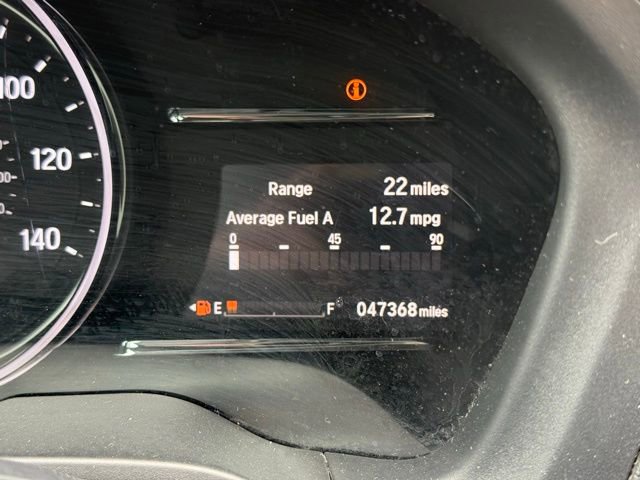 100
120
140
Range 22 miles
Average Fuel A 12.7 mpg
0 45 90
E F 047368 miles